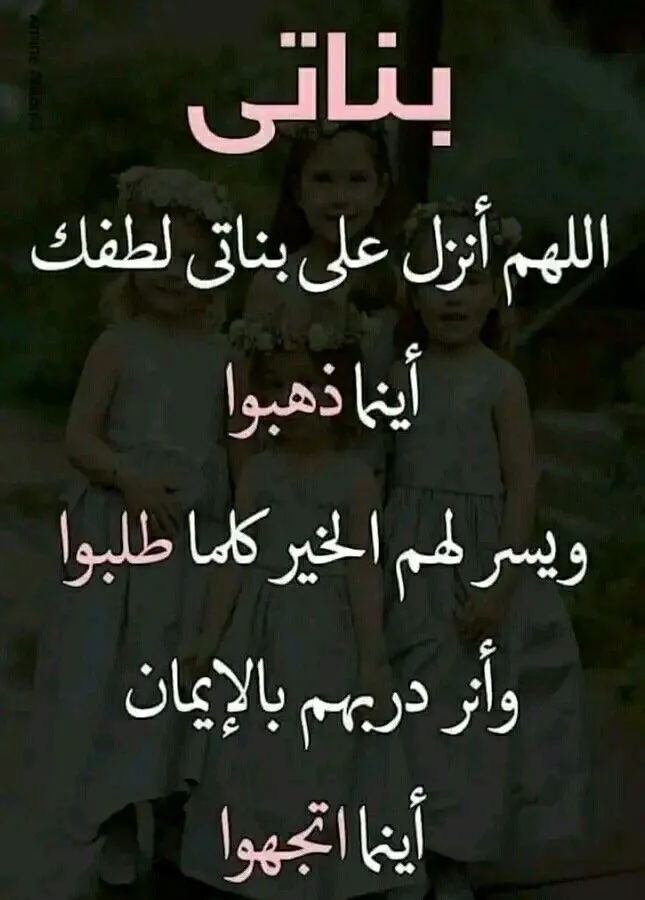 بناتى
اللهم أنزل على بناتى لطفك
أينما ذهبوا
ويسر لهم الخير كلما طلبوا
وأنر دربهم بالإيمان
أينما اتجهوا